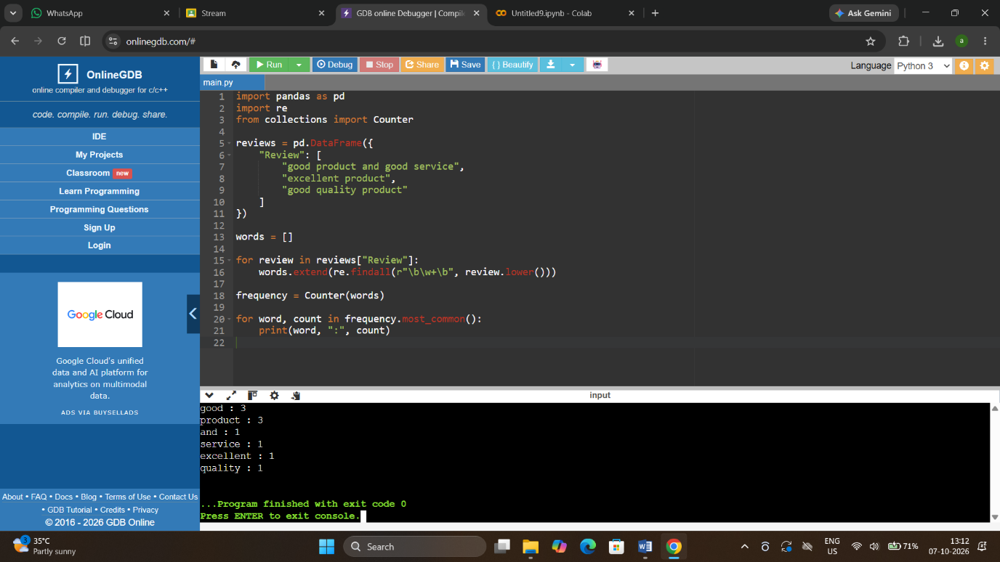 WhatsApp
Stream
GDB online Debugger | Compile
Untitled9.ipynb - Colab
Ask Gemini
onlinegdb.com/#
a
OnlineGDB
online compiler and debugger for c/c++
code. compile. run. debug. share.
IDE
My Projects
Classroom new
Learn Programming
Programming Questions
Sign Up
Login
Google Cloud
Google Cloud's unified
data and AI platform for
analytics on multimodal
data.
ADS VIA BUYSELLADS
About • FAQ • Docs • Blog • Terms of Use • Contact Us
• GDB Tutorial • Credits • Privacy
© 2016 - 2026 GDB Online
Run Debug Stop Share Save { } Beautify
Language Python 3
main.py
1 import pandas as pd
2 import re
3 from collections import Counter
4
5 reviews = pd.DataFrame({
6     "Review": [
7         "good product and good service",
8         "excellent product",
9         "good quality product"
10     ]
11 })
12
13 words = []
14
15 for review in reviews["Review"]:
16     words.extend(re.findall(r"\b\w+\b", review.lower()))
17
18 frequency = Counter(words)
19
20 for word, count in frequency.most_common():
21     print(word, ":", count)
22
input
good : 3
product : 3
and : 1
service : 1
excellent : 1
quality : 1
...Program finished with exit code 0
Press ENTER to exit console.
3
35°C
Partly sunny
Search
ENG
US
71%
13:12
07-10-2026